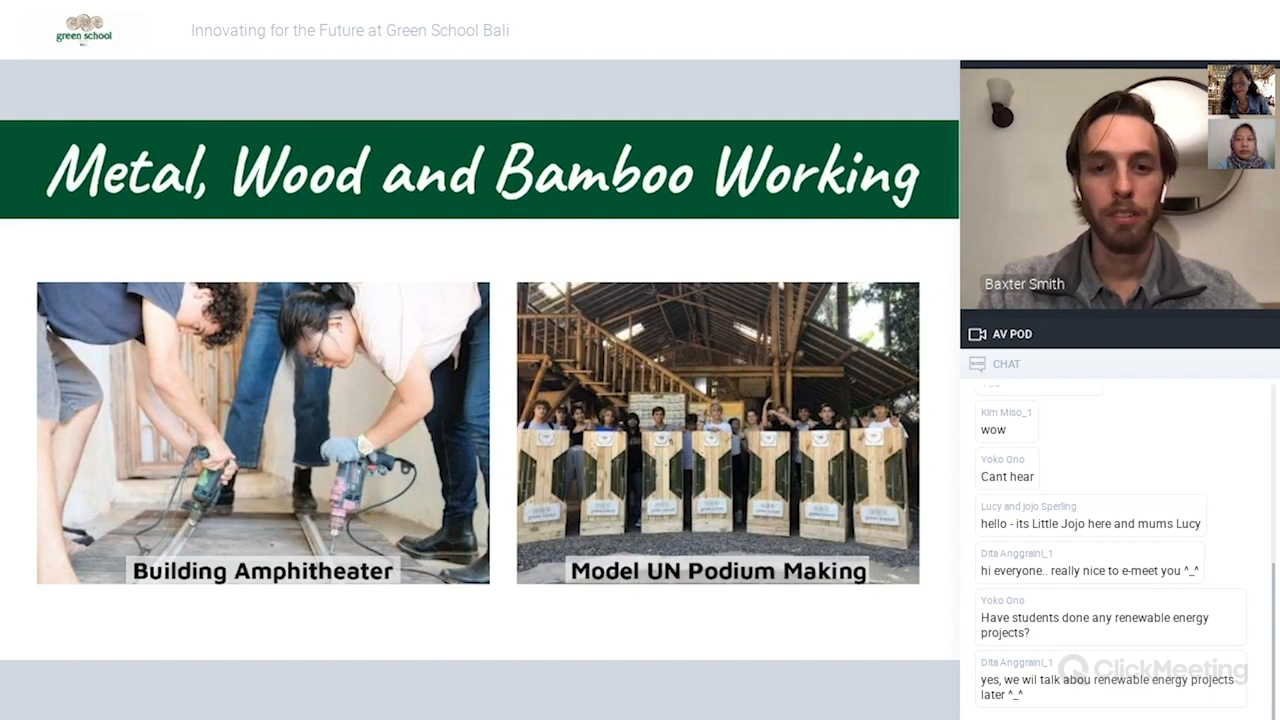 green school
Innovating for the Future at Green School Bali
Metal, Wood and Bamboo Working
Building Amphitheater
Model UN Podium Making
Baxter Smith
AV POD
CHAT
Kim Miso_1
wow
Yoko Ono
Cant hear
Lucy and jojo Sperling
hello - its Little Jojo here and mums Lucy
Dita Anggraini_1
hi everyone.. really nice to e-meet you ^_^
Yoko Ono
Have students done any renewable energy
projects?
Dita Anggraini_1
yes, we wil talk abou renewable energy projects
later ^_^
ClickMeeting